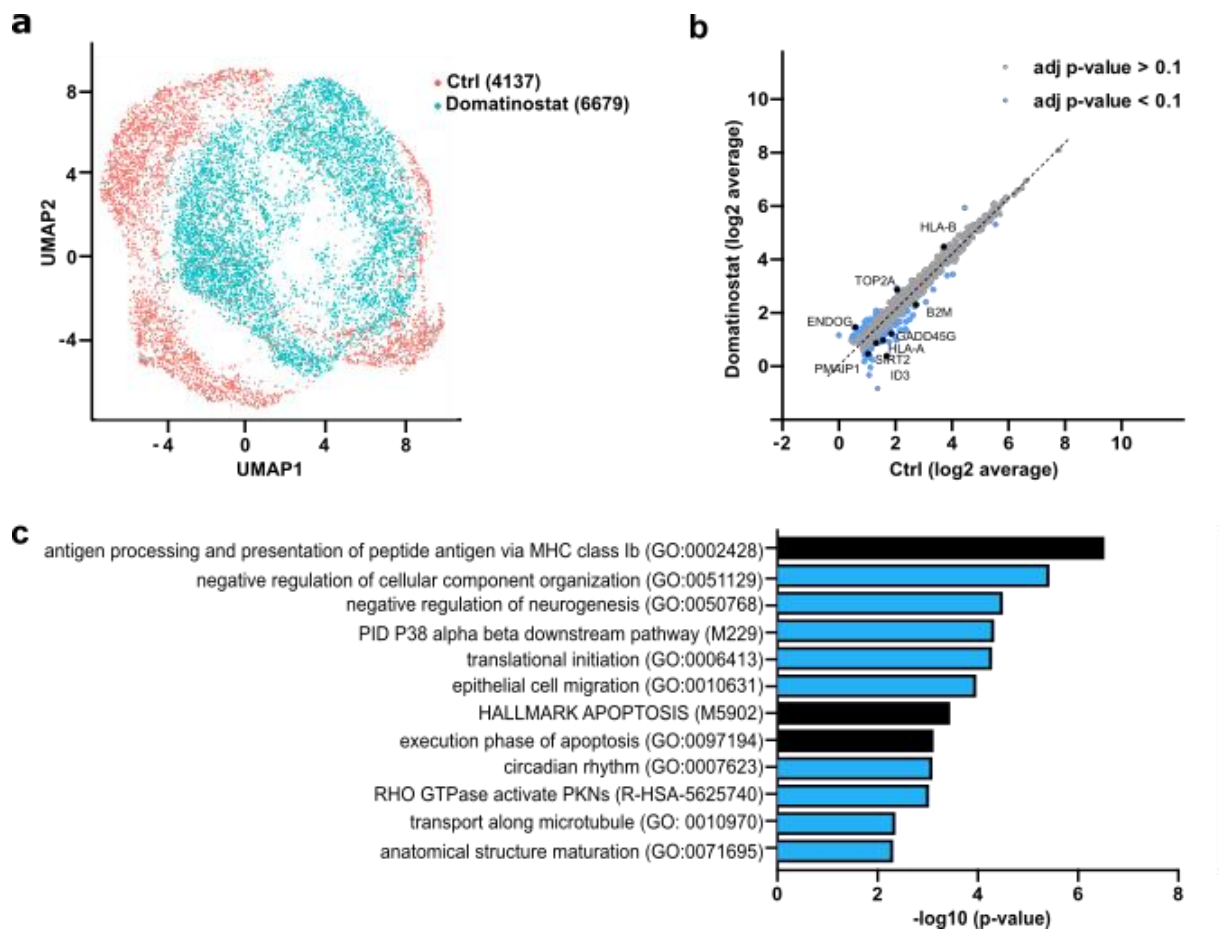 a
8
4
0
-4
UMAP2
-4
0
4
8
UMAP1
Ctrl (4137)
Domatinostat (6679)
b
adj p-value > 0.1
adj p-value < 0.1
10
8
6
4
2
0
Domatinostat (log2 average)
HLA-B
TOP2A
ENDOG
B2M
GADD45G
HLA-A
SIRT2
PMAIP1
ID3
-2
0
2
4
6
8
10
Ctrl (log2 average)
c
antigen processing and presentation of peptide antigen via MHC class Ib (GO:0002428)
negative regulation of cellular component organization (GO:0051129)
negative regulation of neurogenesis (GO:0050768)
PID P38 alpha beta downstream pathway (M229)
translational initiation (GO:0006413)
epithelial cell migration (GO:0010631)
HALLMARK APOPTOSIS (M5902)
execution phase of apoptosis (GO:0097194)
circadian rhythm (GO:0007623)
RHO GTPase activate PKNs (R-HSA-5625740)
transport along microtubule (GO: 0010970)
anatomical structure maturation (GO:0071695)
0
2
4
6
8
-log10 (p-value)